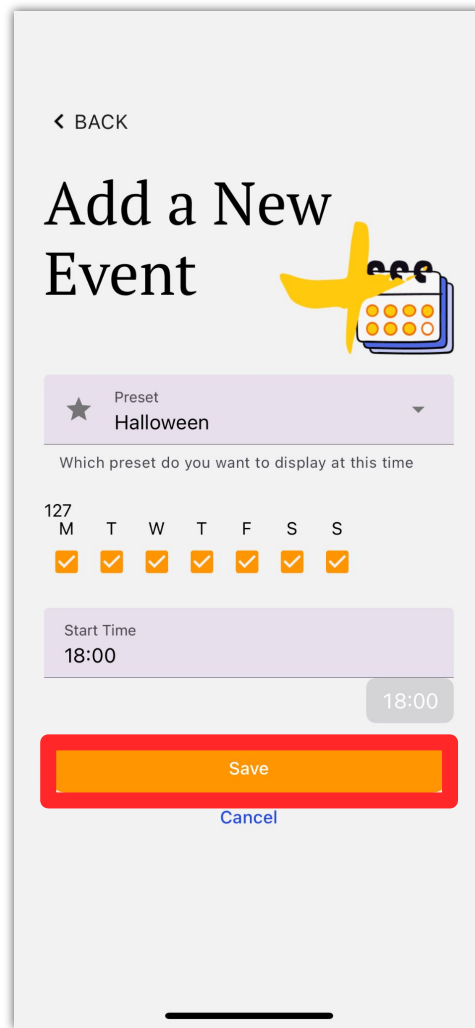 BACK
Add a New
Event
Preset
Halloween
Which preset do you want to display at this time
127
M T W T F S S
Start Time
18:00
18:00
Save
Cancel